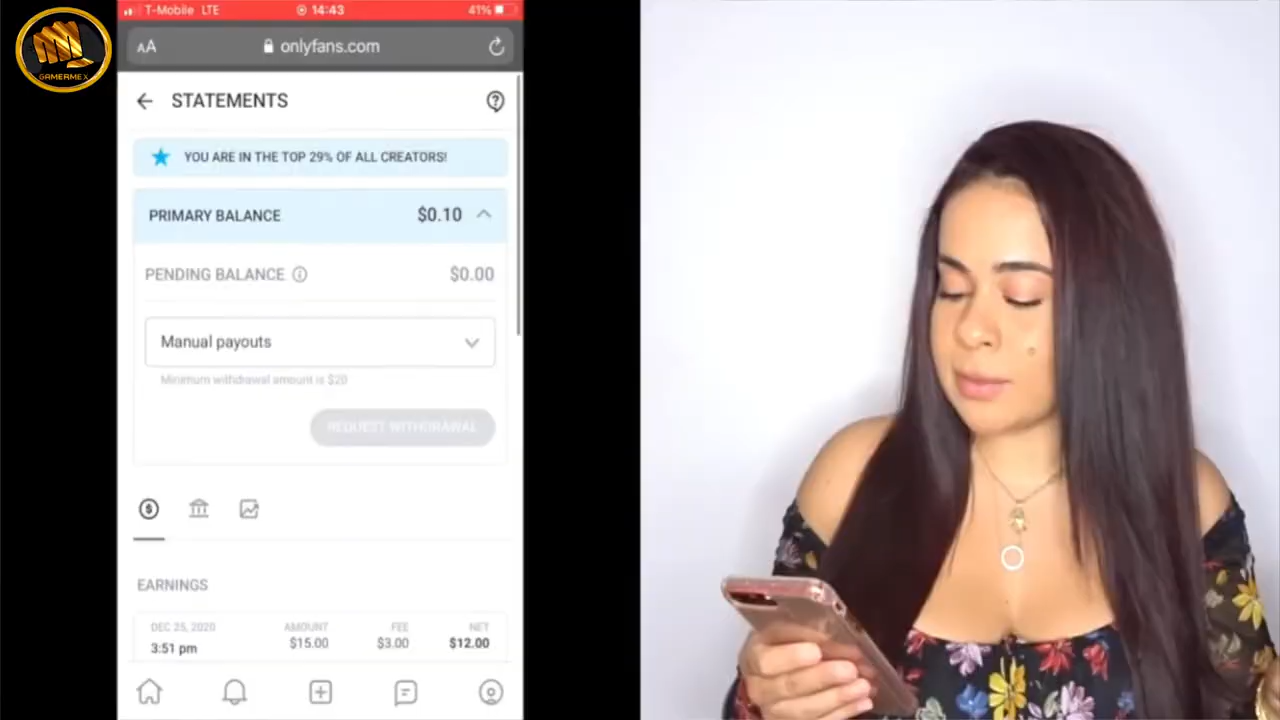 GAMERMEX
T-Mobile LTE 14:43 41%
AA onlyfans.com
STATEMENTS
YOU ARE IN THE TOP 29% OF ALL CREATORS!
PRIMARY BALANCE $0.10
PENDING BALANCE $0.00
Manual payouts
Minimum withdrawal amount is $20
REQUEST WITHDRAWAL
EARNINGS
DEC 25, 2020 AMOUNT FEE NET
3:51 pm $15.00 $3.00 $12.00